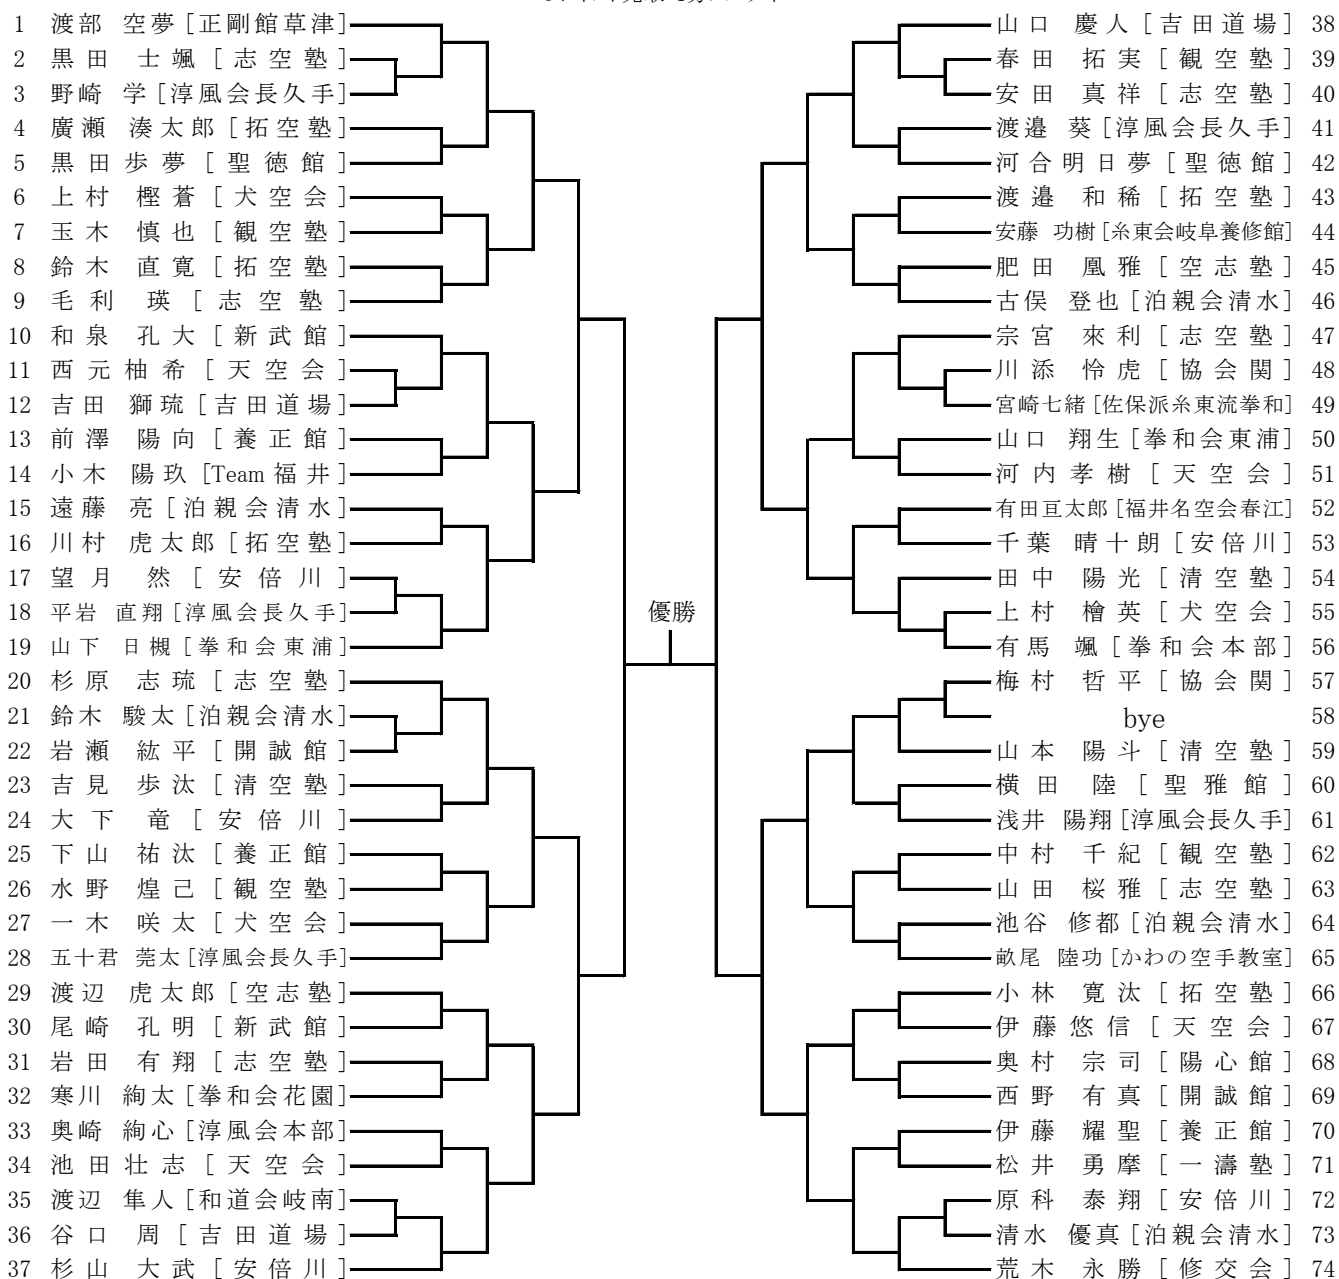 1 渡部 空夢 [正剛館草津]
2 黒田 士颯 [志空塾]
3 野崎 学 [淳風会長久手]
4 廣瀬 湊太郎 [拓空塾]
5 黒田歩夢 [聖徳館]
6 上村 樫蒼 [犬空会]
7 玉木 慎也 [観空塾]
8 鈴木 直寛 [拓空塾]
9 毛利 瑛 [志空塾]
10 和泉 孔大 [新武館]
11 西元柚希 [天空会]
12 吉田 獅琉 [吉田道場]
13 前澤 陽向 [養正館]
14 小木 陽玖 [Team福井]
15 遠藤 亮 [泊親会清水]
16 川村 虎太郎 [拓空塾]
17 望月 然 [安倍川]
18 平岩 直翔 [淳風会長久手]
19 山下 日槻 [拳和会東浦]
20 杉原 志琉 [志空塾]
21 鈴木 駿太 [泊親会清水]
22 岩瀬 紘平 [開誠館]
23 吉見 歩汰 [清空塾]
24 大下 竜 [安倍川]
25 下山 祐汰 [養正館]
26 水野 煌己 [観空塾]
27 一木 咲太 [犬空会]
28 五十君 莞太 [淳風会長久手]
29 渡辺 虎太郎 [空志塾]
30 尾崎 孔明 [新武館]
31 岩田 有翔 [志空塾]
32 寒川 絢太 [拳和会花園]
33 奥崎 絢心 [淳風会本部]
34 池田壮志 [天空会]
35 渡辺 隼人 [和道会岐南]
36 谷口 周 [吉田道場]
37 杉山 大武 [安倍川]
優勝
山口 慶人 [吉田道場] 38
春田 拓実 [観空塾] 39
安田 真祥 [志空塾] 40
渡邉 葵 [淳風会長久手] 41
河合明日夢 [聖徳館] 42
渡邉 和稀 [拓空塾] 43
安藤 功樹 [糸東会岐阜養修館] 44
肥田 凰雅 [空志塾] 45
古俣 登也 [泊親会清水] 46
宗宮 來利 [志空塾] 47
川添 怜虎 [協会関] 48
宮崎七緒 [佐保派糸東流拳和] 49
山口 翔生 [拳和会東浦] 50
河内孝樹 [天空会] 51
有田亘太郎 [福井名空会春江] 52
千葉 晴十朗 [安倍川] 53
田中 陽光 [清空塾] 54
上村 檜英 [犬空会] 55
有馬 颯 [拳和会本部] 56
梅村 哲平 [協会関] 57
bye 58
山本 陽斗 [清空塾] 59
横田 陸 [聖雅館] 60
浅井 陽翔 [淳風会長久手] 61
中村 千紀 [観空塾] 62
山田 桜雅 [志空塾] 63
池谷 修都 [泊親会清水] 64
畝尾 陸功 [かわの空手教室] 65
小林 寛汰 [拓空塾] 66
伊藤悠信 [天空会] 67
奥村 宗司 [陽心館] 68
西野 有真 [開誠館] 69
伊藤 耀聖 [養正館] 70
松井 勇摩 [一濤塾] 71
原科 泰翔 [安倍川] 72
清水 優真 [泊親会清水] 73
荒木 永勝 [修交会] 74